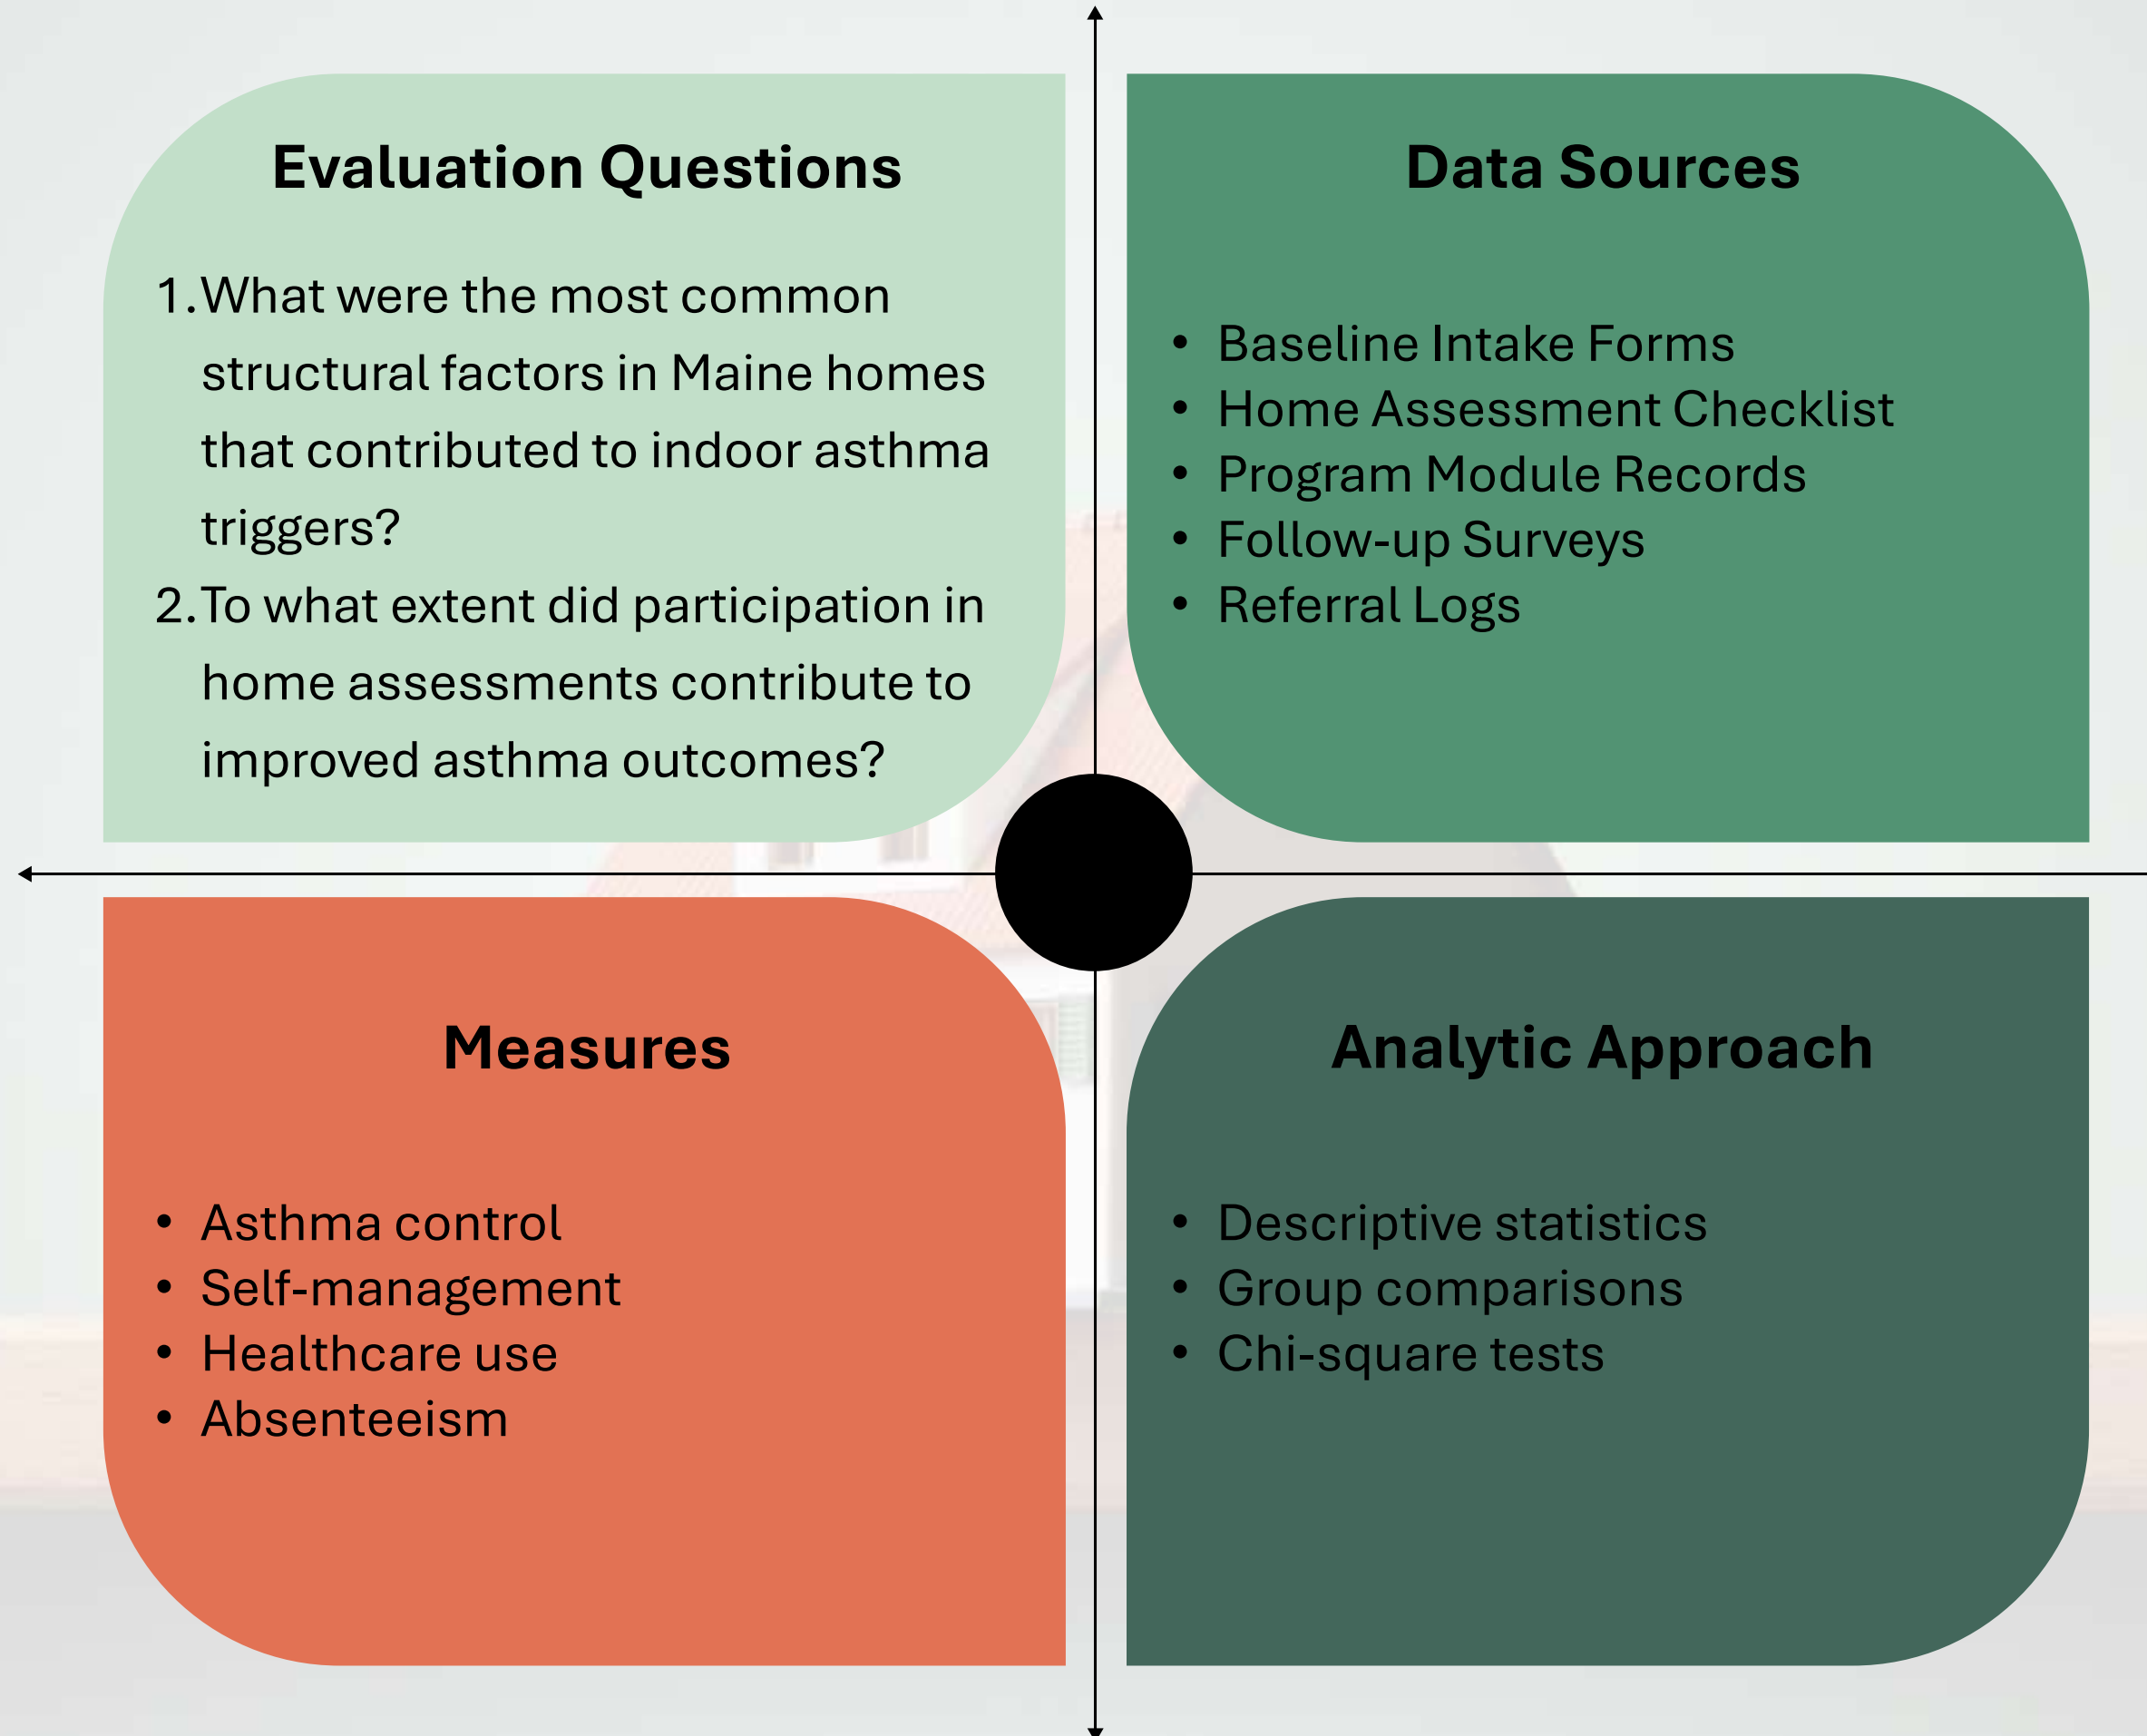 Evaluation Questions
1. What were the most common
structural factors in Maine homes
that contributed to indoor asthma
triggers?
2. To what extent did participation in
home assessments contribute to
improved asthma outcomes?
Data Sources
• Baseline Intake Forms
• Home Assessment Checklist
• Program Module Records
• Follow-up Surveys
• Referral Logs
Measures
• Asthma control
• Self-management
• Healthcare use
• Absenteeism
Analytic Approach
• Descriptive statistics
• Group comparisons
• Chi-square tests